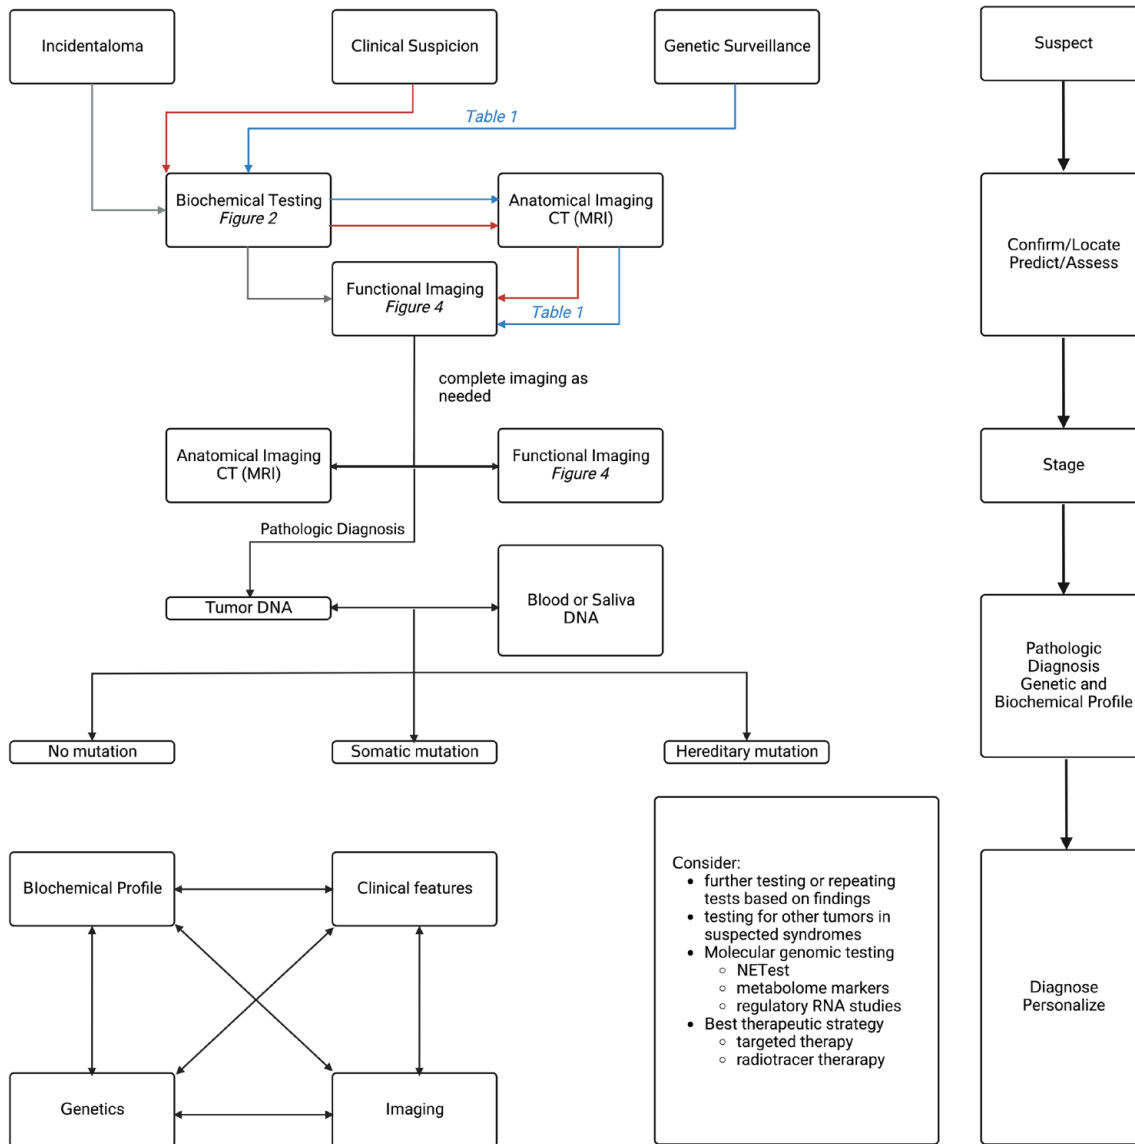 Incidentaloma
Clinical Suspicion
Genetic Surveillance
Suspect
Table 1
Biochemical Testing
Figure 2
Anatomical Imaging
CT (MRI)
Confirm/Locate
Predict/Assess
Functional Imaging
Figure 4
Table 1
complete imaging as
needed
Anatomical Imaging
CT (MRI)
Functional Imaging
Figure 4
Stage
Pathologic Diagnosis
Tumor DNA
Blood or Saliva
DNA
Pathologic
Diagnosis
Genetic and
Biochemical Profile
No mutation
Somatic mutation
Hereditary mutation
BIochemical Profile
Clinical features
Genetics
Imaging
Consider:
• further testing or repeating
tests based on findings
• testing for other tumors in
suspected syndromes
• Molecular genomic testing
◦ NETest
◦ metabolome markers
◦ regulatory RNA studies
• Best therapeutic strategy
◦ targeted therapy
◦ radiotracer therarapy
Diagnose
Personalize